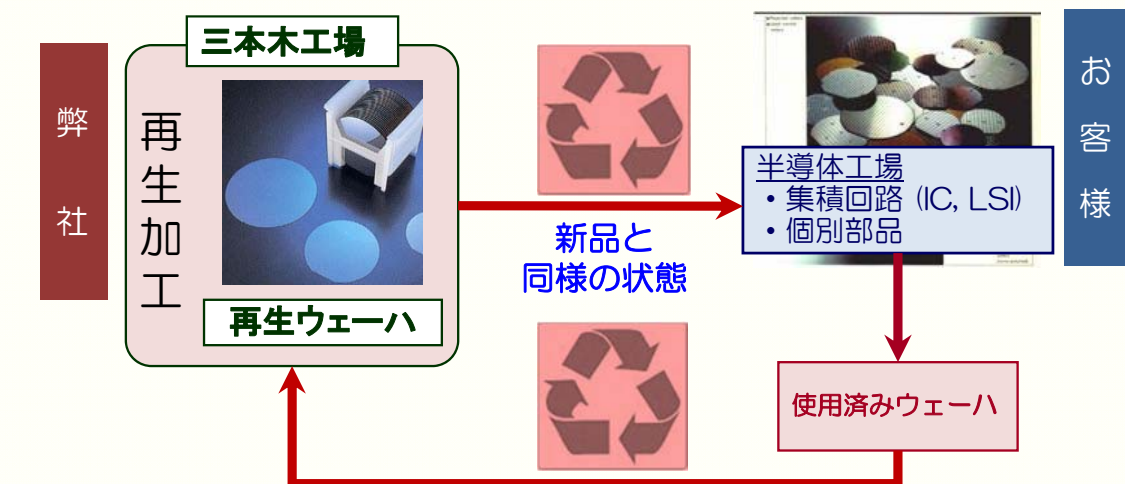 弊社
三本木工場
再生加工
再生ウェーハ
新品と
同様の状態
半導体工場
・集積回路 (IC, LSI)
・個別部品
お客様
使用済みウェーハ